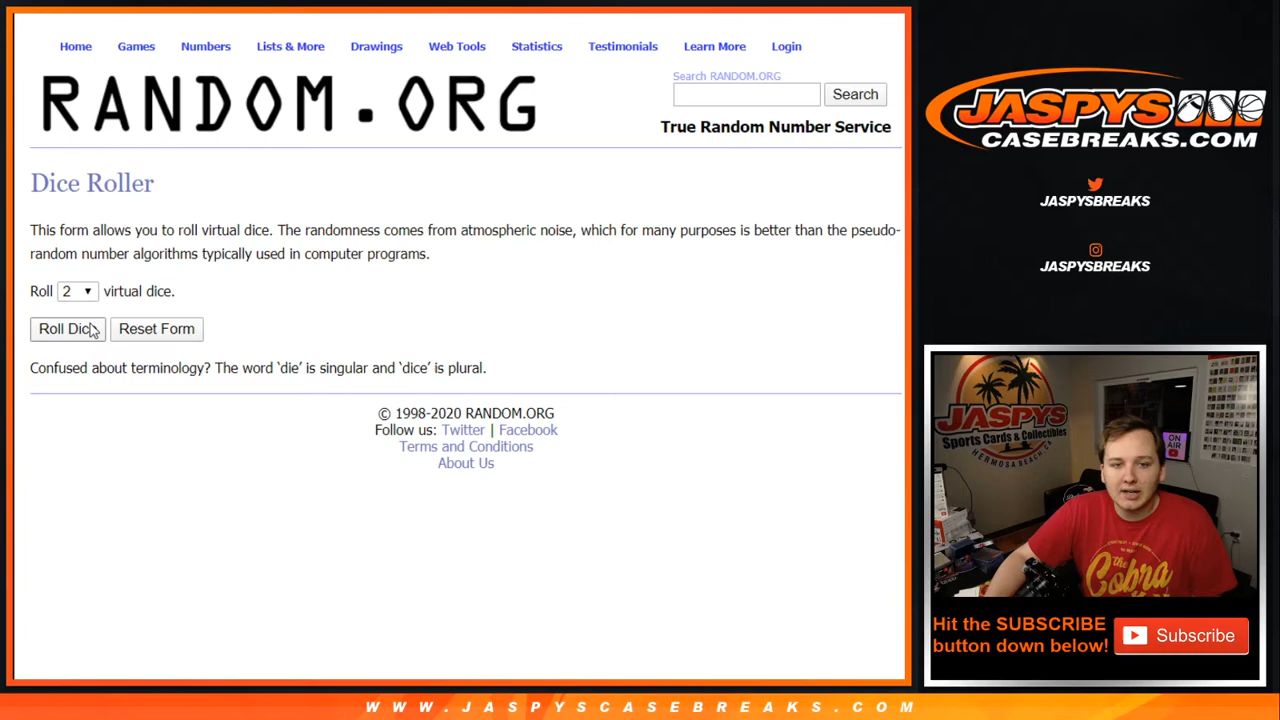 Home Games Numbers Lists & More Drawings Web Tools Statistics Testimonials Learn More Login
RANDOM.ORG
Search RANDOM.ORG
Search
True Random Number Service
Dice Roller
This form allows you to roll virtual dice. The randomness comes from atmospheric noise, which for many purposes is better than the pseudo-
random number algorithms typically used in computer programs.
Roll 2 virtual dice.
Roll Dice Reset Form
Confused about terminology? The word ‘die’ is singular and ‘dice’ is plural.
© 1998-2020 RANDOM.ORG
Follow us: Twitter | Facebook
Terms and Conditions
About Us
JASPYS
CASEBREAKS.COM
JASPYSBREAKS
JASPYSBREAKS
JASPYS
Sports Cards & Collectibles
HERMOSA BEACH, CA
ON
AIR
the
Cobra
Hit the SUBSCRIBE
button down below!
Subscribe
WWW.JASPYSCASEBREAKS.COM